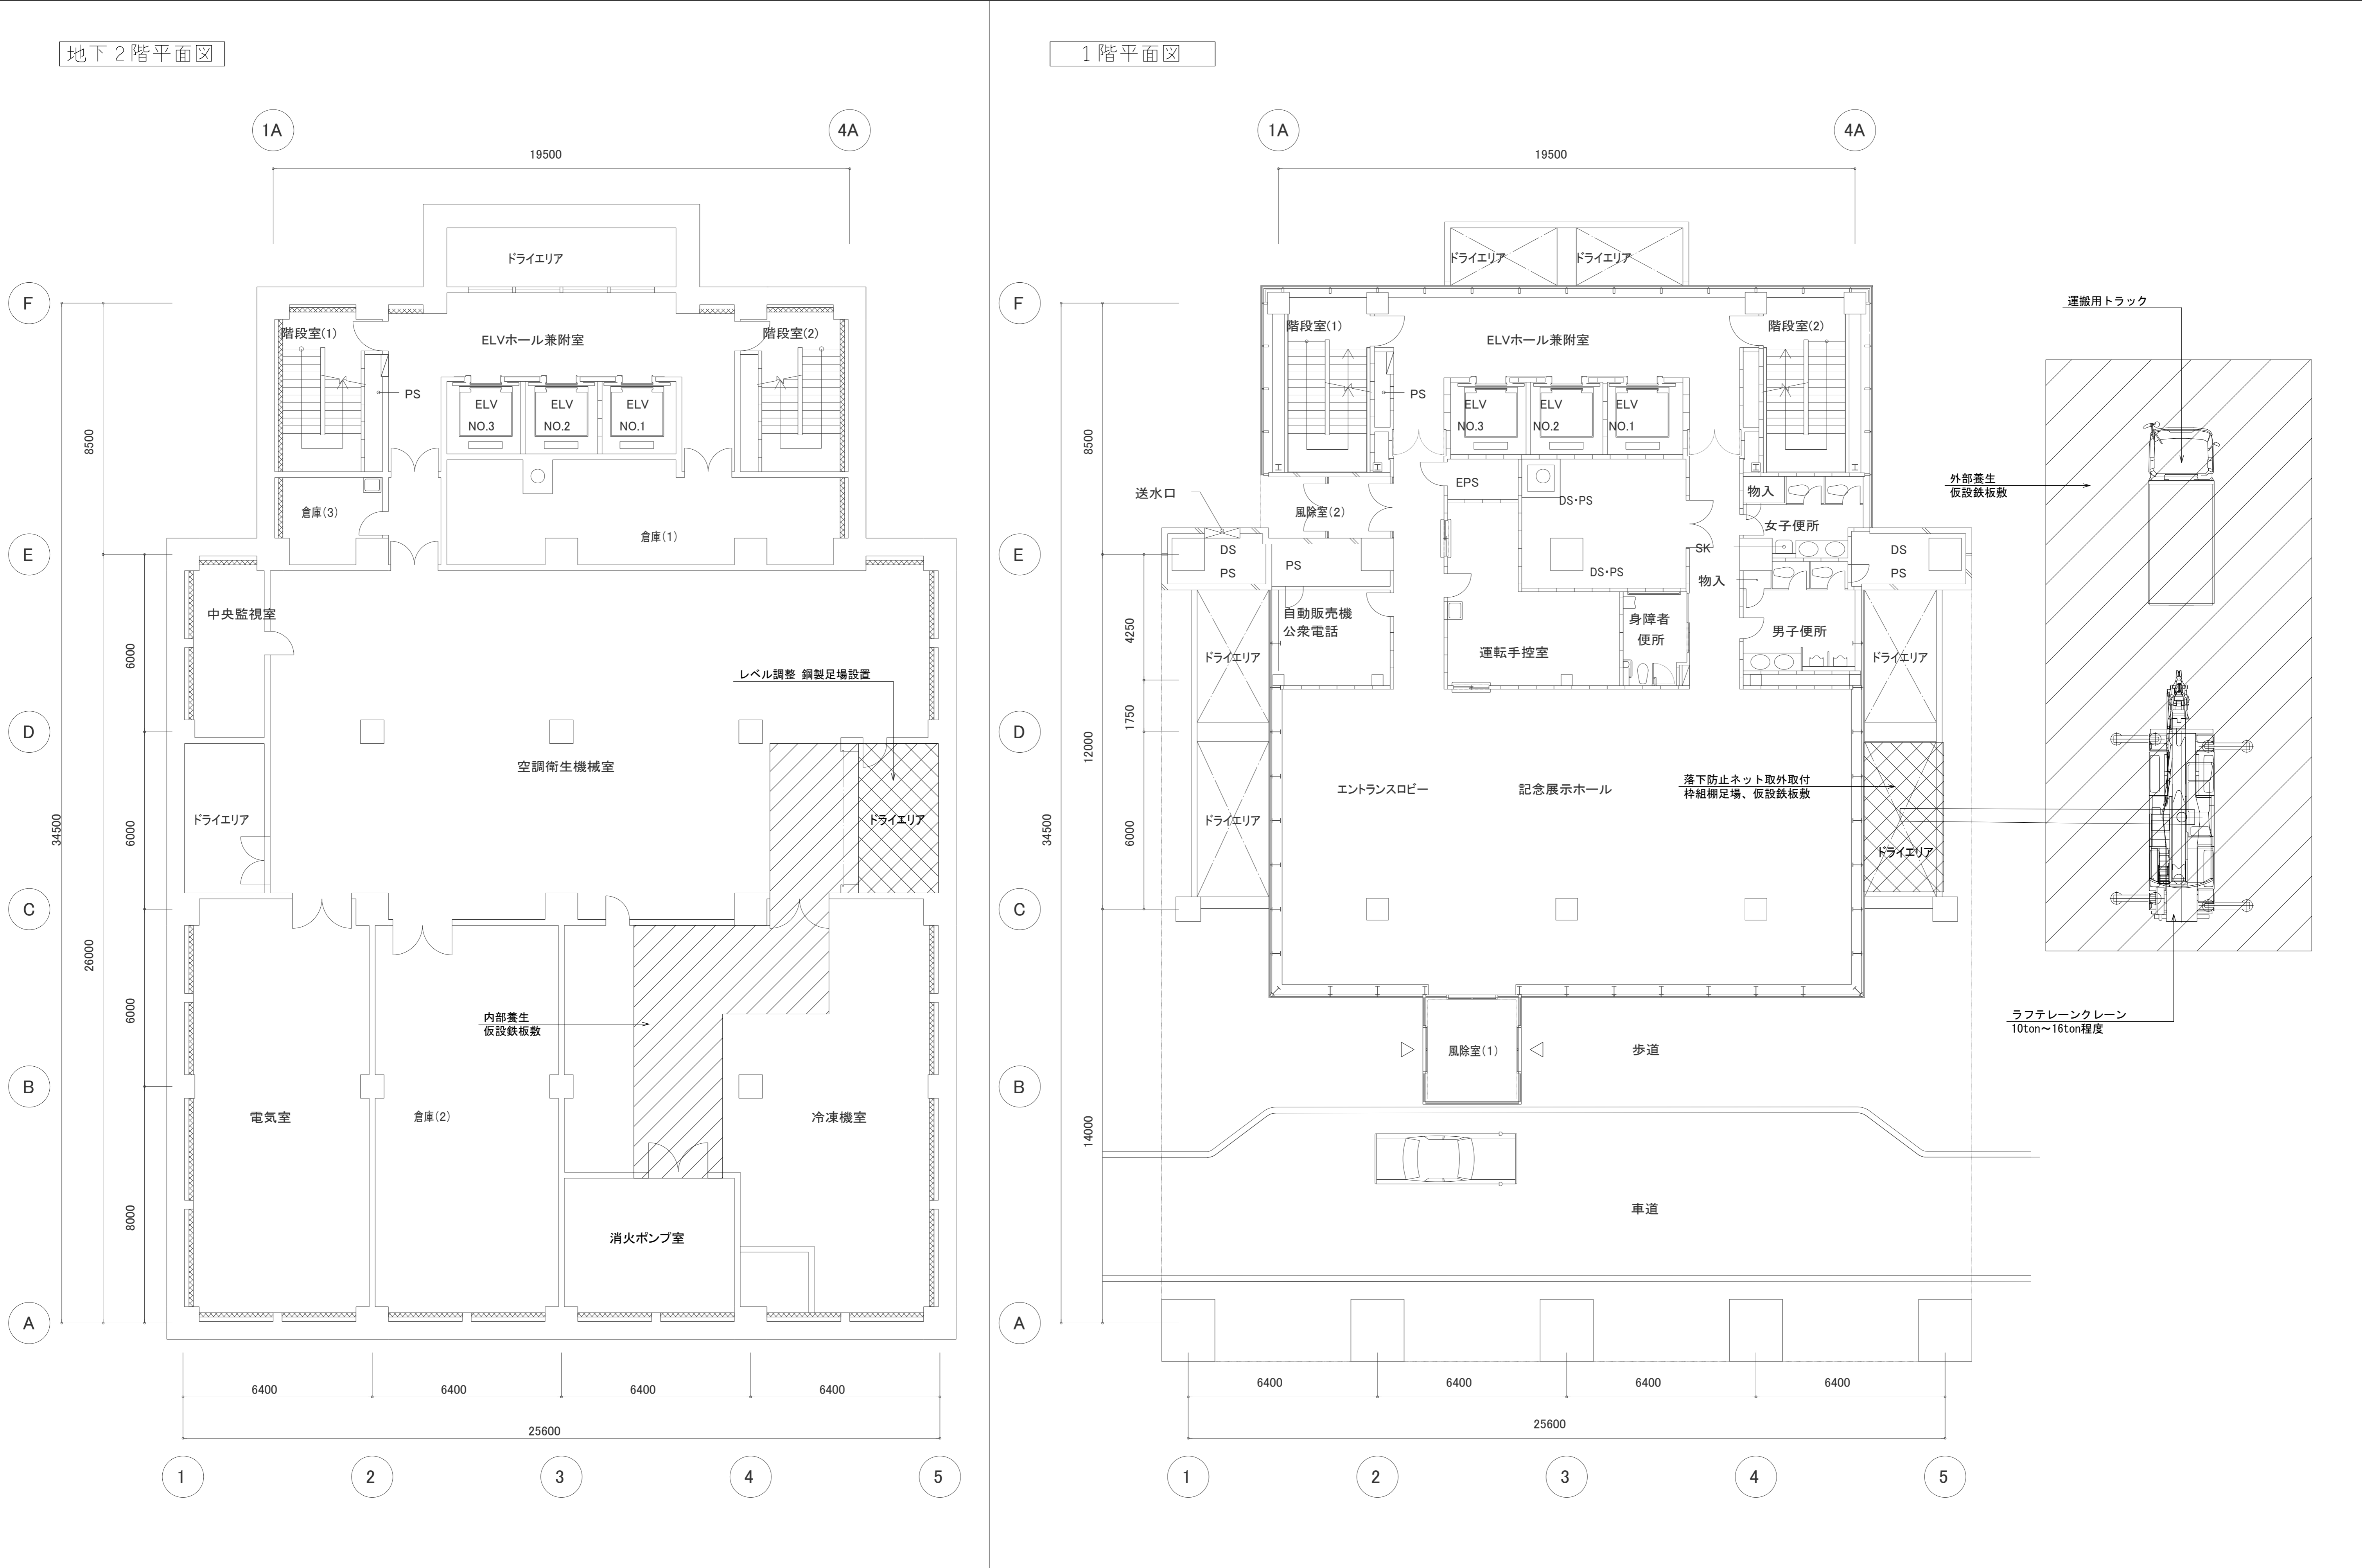 地下2階平面図
1A
4A
19500
ドライエリア
F
階段室(1)
ELVホール兼附室
階段室(2)
PS
ELV
NO.3
ELV
NO.2
ELV
NO.1
8500
倉庫(3)
倉庫(1)
E
中央監視室
6000
レベル調整 鋼製足場設置
D
空調衛生機械室
ドライエリア
ドライエリア
34500
6000
C
26000
6000
内部養生
仮設鉄板敷
B
電気室
倉庫(2)
冷凍機室
8000
消火ポンプ室
A
6400
6400
6400
6400
25600
1
2
3
4
5
1階平面図
1A
4A
19500
ドライエリア
ドライエリア
F
階段室(1)
ELVホール兼附室
階段室(2)
PS
ELV
NO.3
ELV
NO.2
ELV
NO.1
8500
EPS
物入
送水口
風除室(2)
DS・PS
女子便所
E
DS
PS
PS
SK
DS
PS
DS・PS
物入
自動販売機
公衆電話
身障者
便所
男子便所
4250
運転手控室
ドライエリア
ドライエリア
1750
D
12000
落下防止ネット取外取付
枠組棚足場、仮設鉄板敷
エントランスロビー
記念展示ホール
ドライエリア
ドライエリア
34500
6000
C
風除室(1)
歩道
B
14000
車道
A
6400
6400
6400
6400
25600
1
2
3
4
5
運搬用トラック
外部養生
仮設鉄板敷
ラフテレーンクレーン
10ton～16ton程度